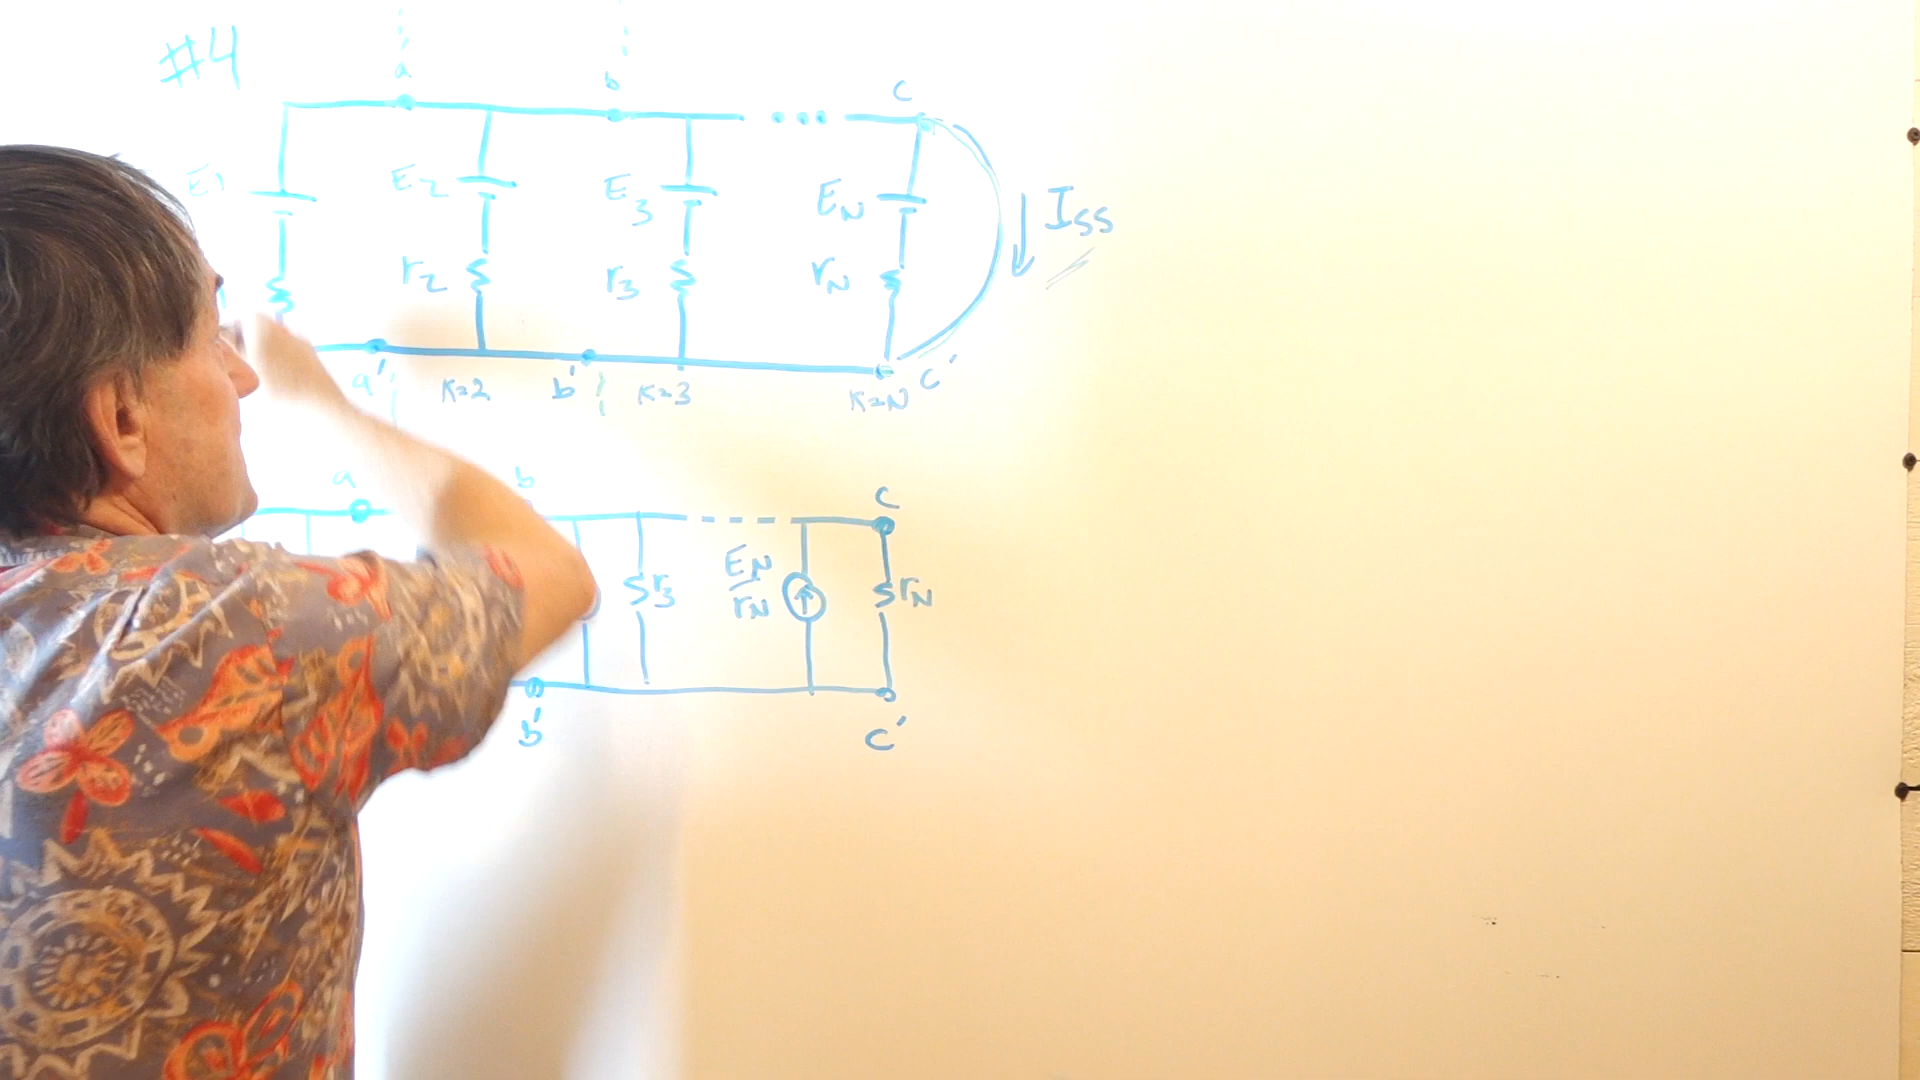 #4
a b c
E1 E2 E3 EN ISS
r2 r3 rN
a' K=2 b' K=3 K=N c'
a b c
EN/rN
r3 rN
b' c'